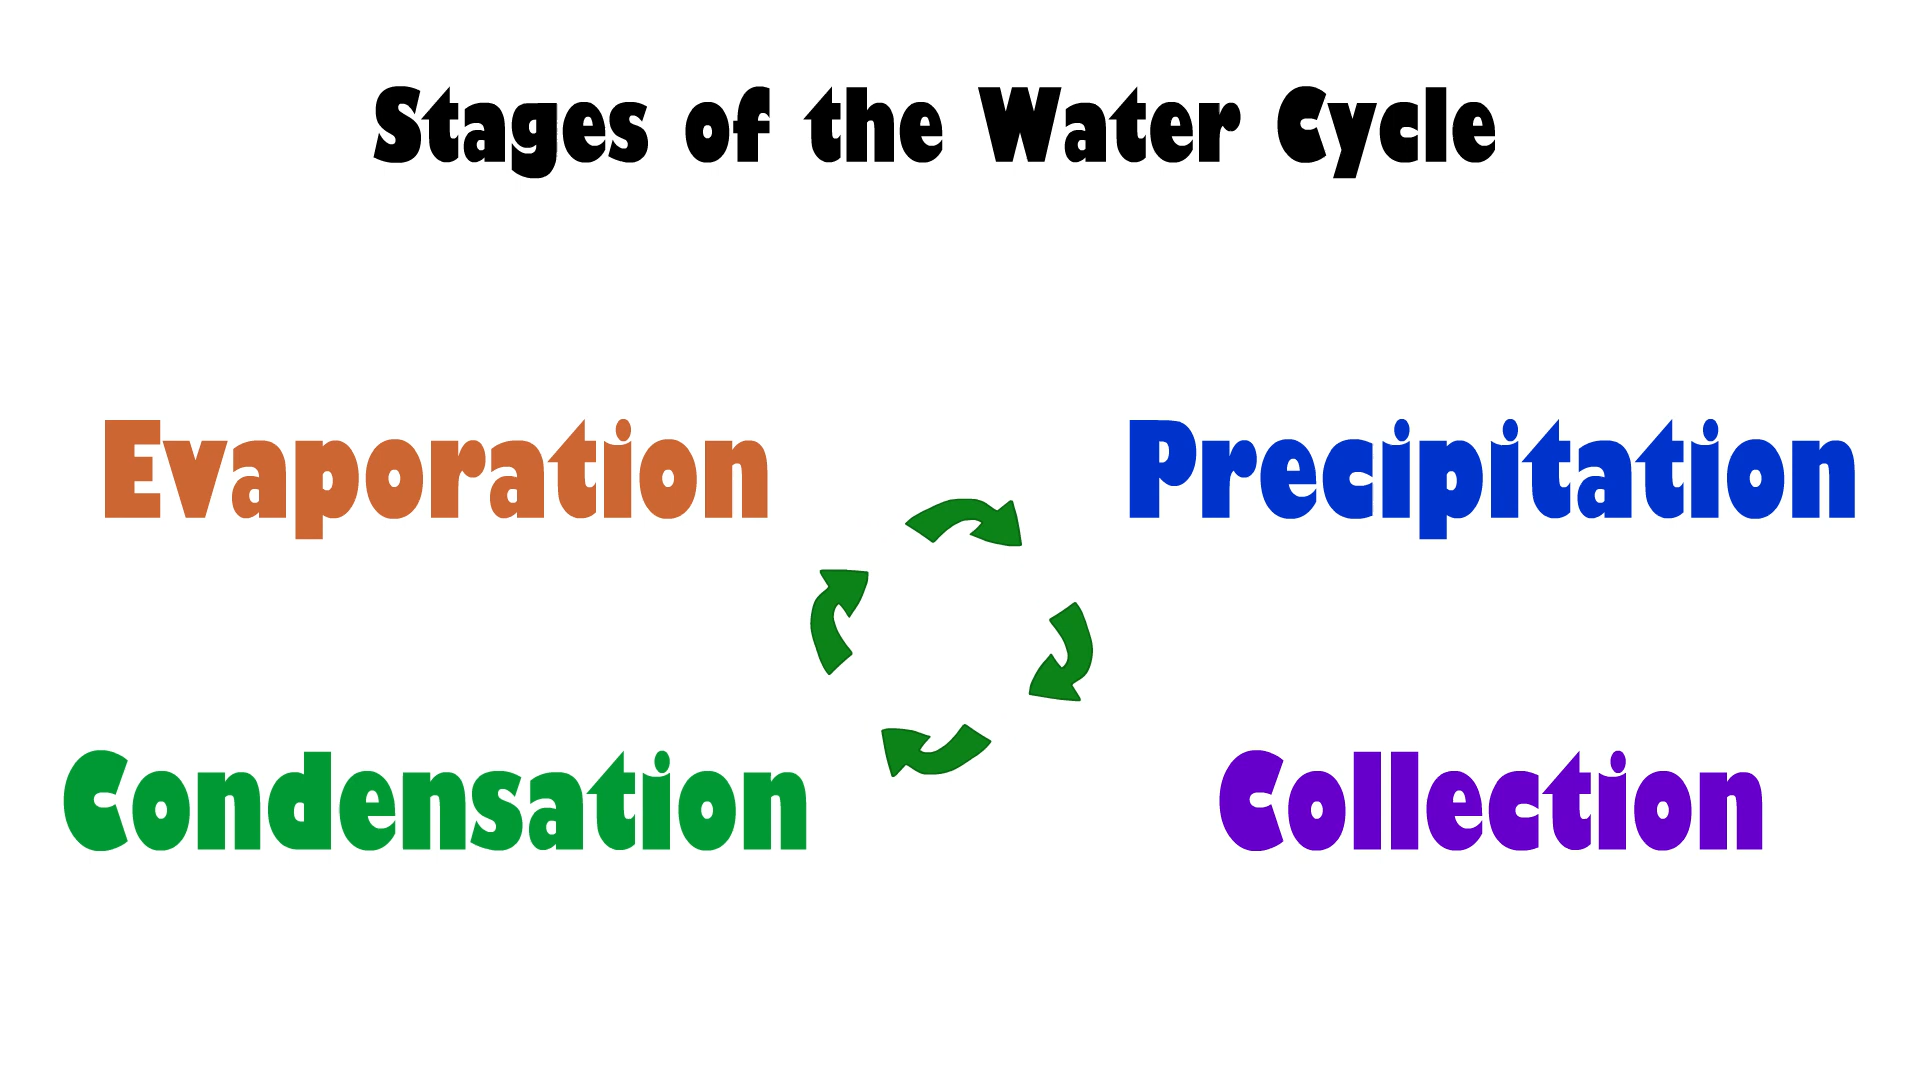 Stages of the Water Cycle
Evaporation
Precipitation
Condensation
Collection